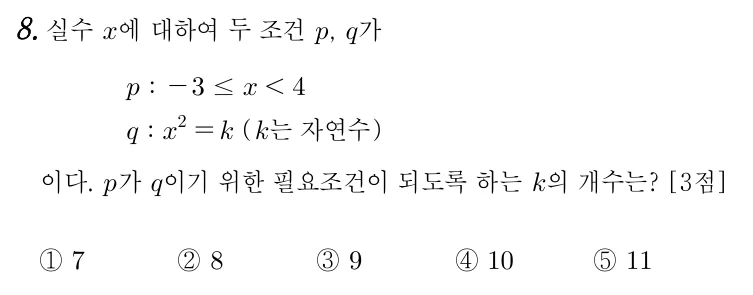 8. 실수 x에 대하여 두 조건 p, q가
p : −3 ≤ x < 4
q : x² = k (k는 자연수)
이다. p가 q이기 위한 필요조건이 되도록 하는 k의 개수는? [3점]
① 7 ② 8 ③ 9 ④ 10 ⑤ 11